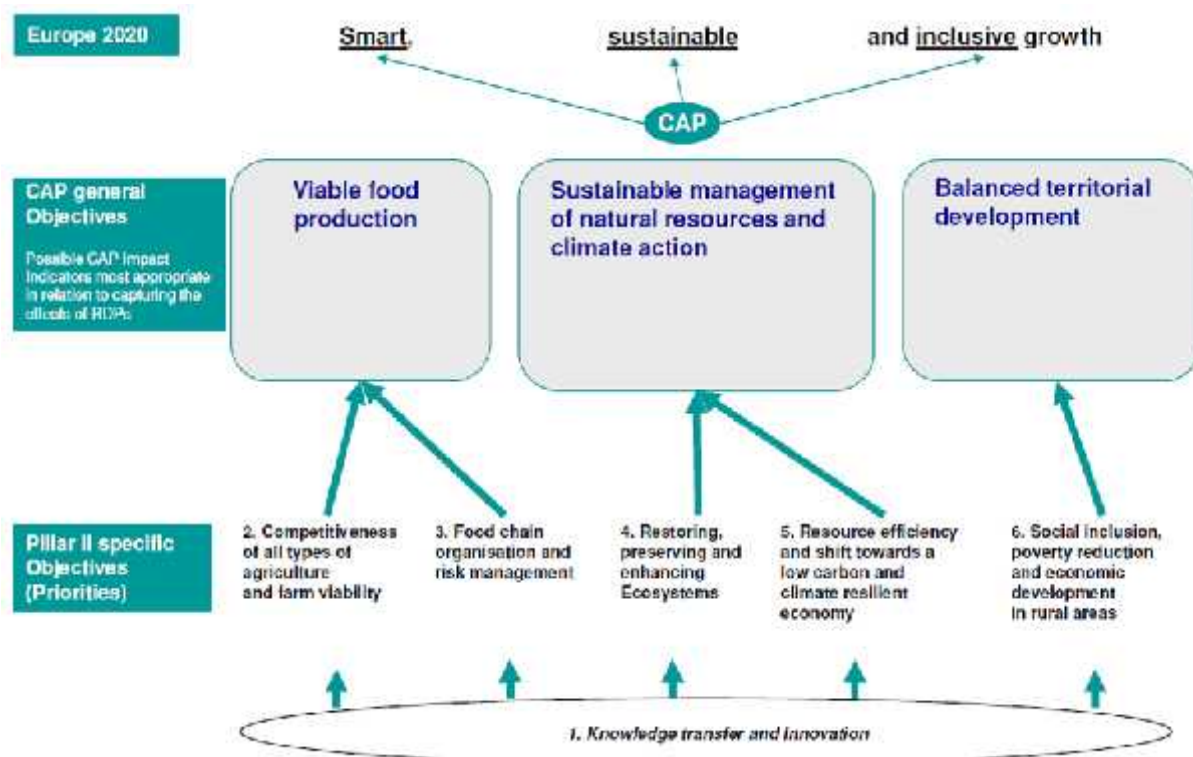 Europe 2020
Smart,
sustainable
and inclusive growth
CAP
CAP general
Objectives
Possible CAP Impact
Indicators most appropriate
in relation to capturing the
effects of RDPs
Viable food
production
Sustainable management
of natural resources and
climate action
Balanced territorial
development
Pillar II specific
Objectives
(Priorities)
2. Competitiveness
of all types of
agriculture
and farm viability
3. Food chain
organisation and
risk management
4. Restoring,
preserving and
enhancing
Ecosystems
5. Resource efficiency
and shift towards a
low carbon and
climate resilient
economy
6. Social inclusion,
poverty reduction
and economic
development
in rural areas
1. Knowledge transfer and Innovation